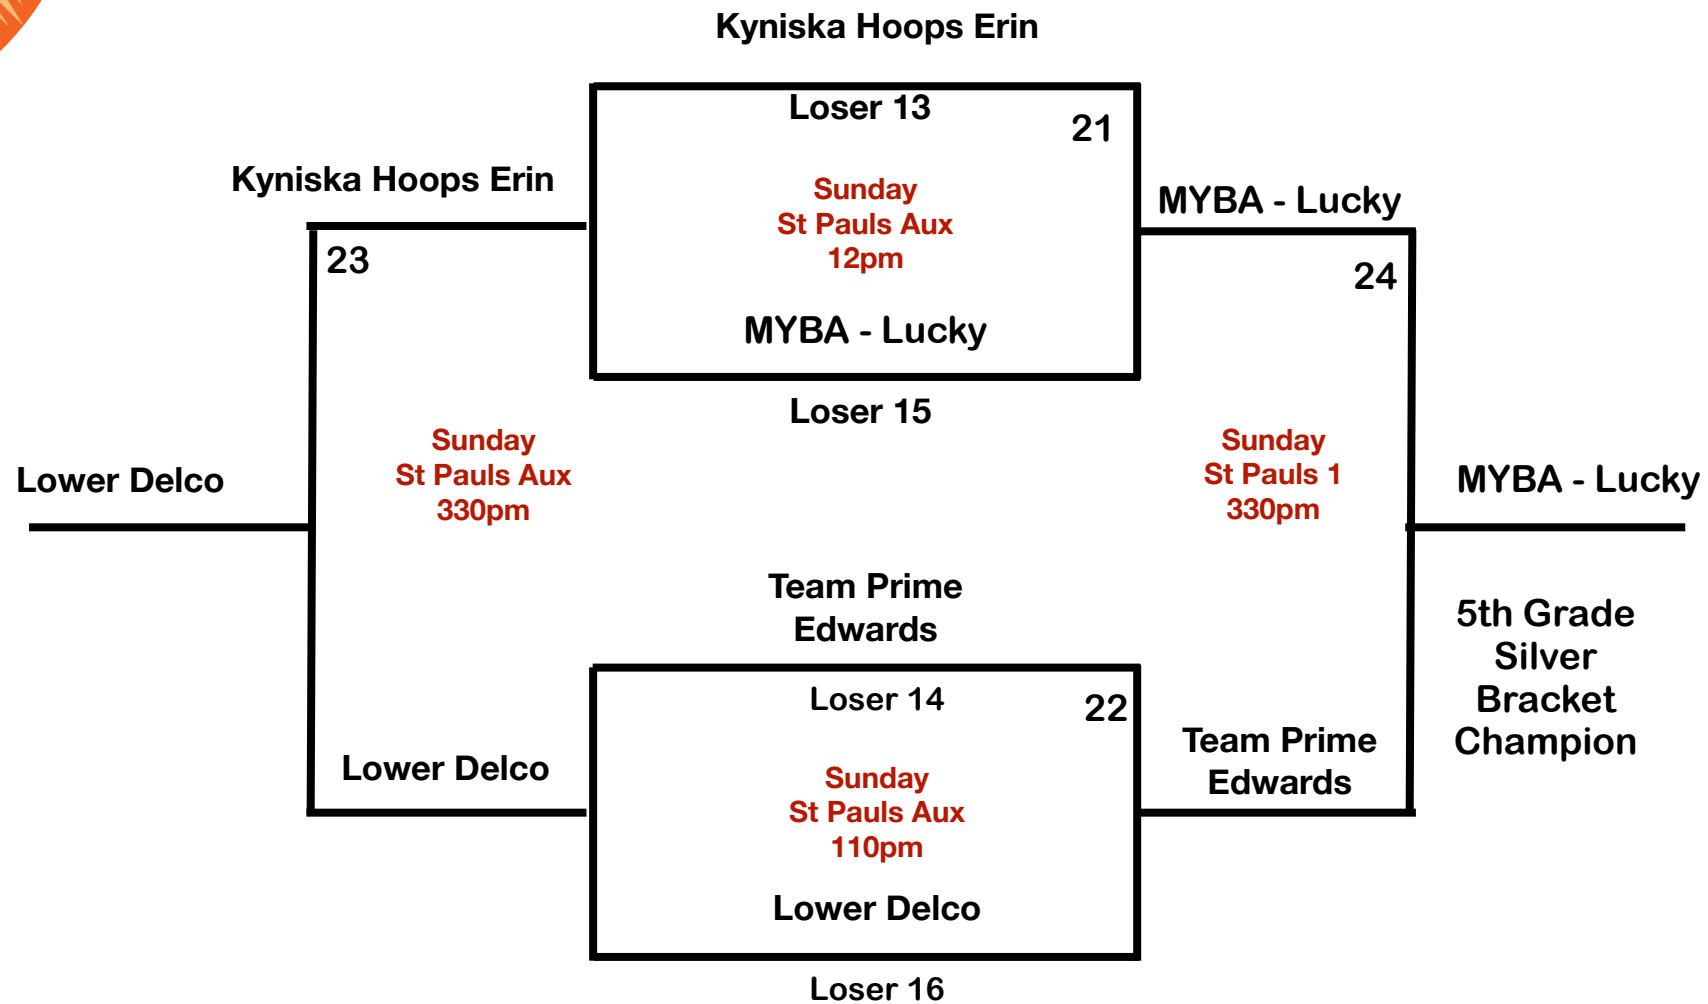 Kyniska Hoops Erin
Loser 13
21
Kyniska Hoops Erin
Sunday
St Pauls Aux
12pm
MYBA - Lucky
23
24
MYBA - Lucky
Loser 15
Sunday
St Pauls Aux
330pm
Sunday
St Pauls 1
330pm
Lower Delco
MYBA - Lucky
Team Prime
Edwards
5th Grade
Silver
Bracket
Champion
Loser 14
22
Lower Delco
Sunday
St Pauls Aux
110pm
Team Prime
Edwards
Lower Delco
Loser 16